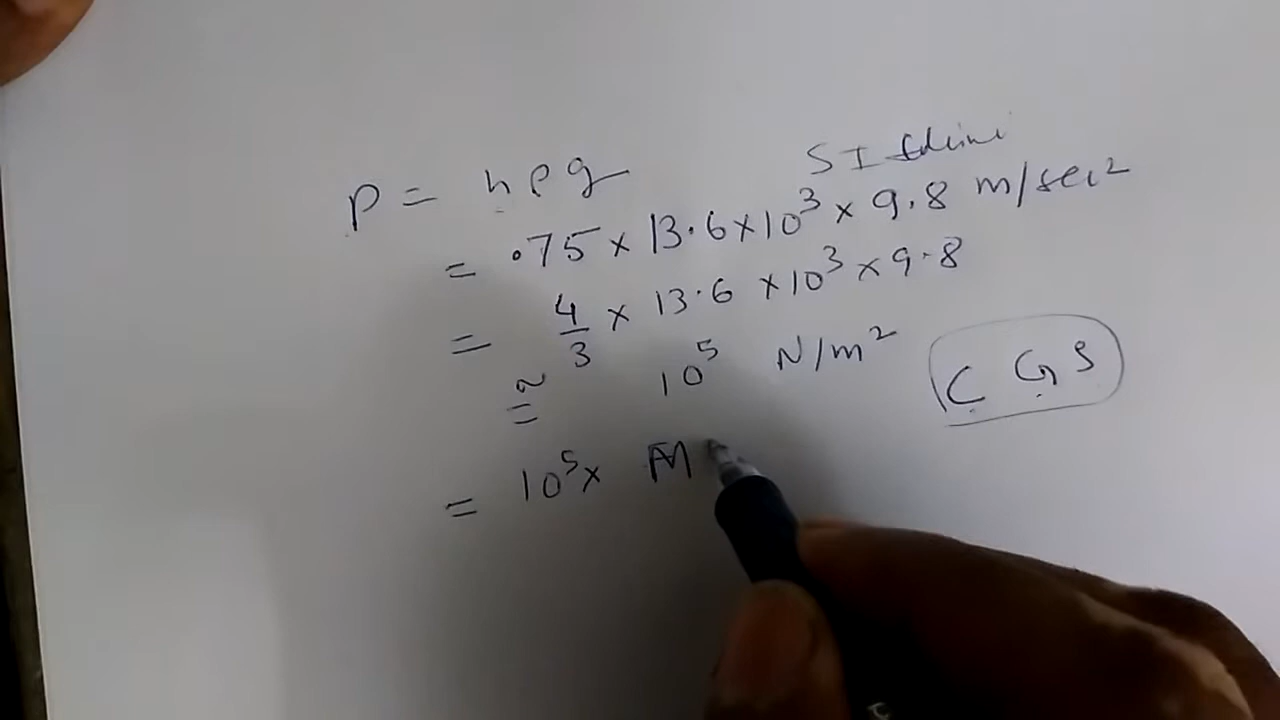 P = hρg
SI
= .75 × 13.6 × 10³ × 9.8 m/sec²
= 4/3 × 13.6 × 10³ × 9.8
≅ 10⁵ N/m²
CGS
= 10⁵ × M